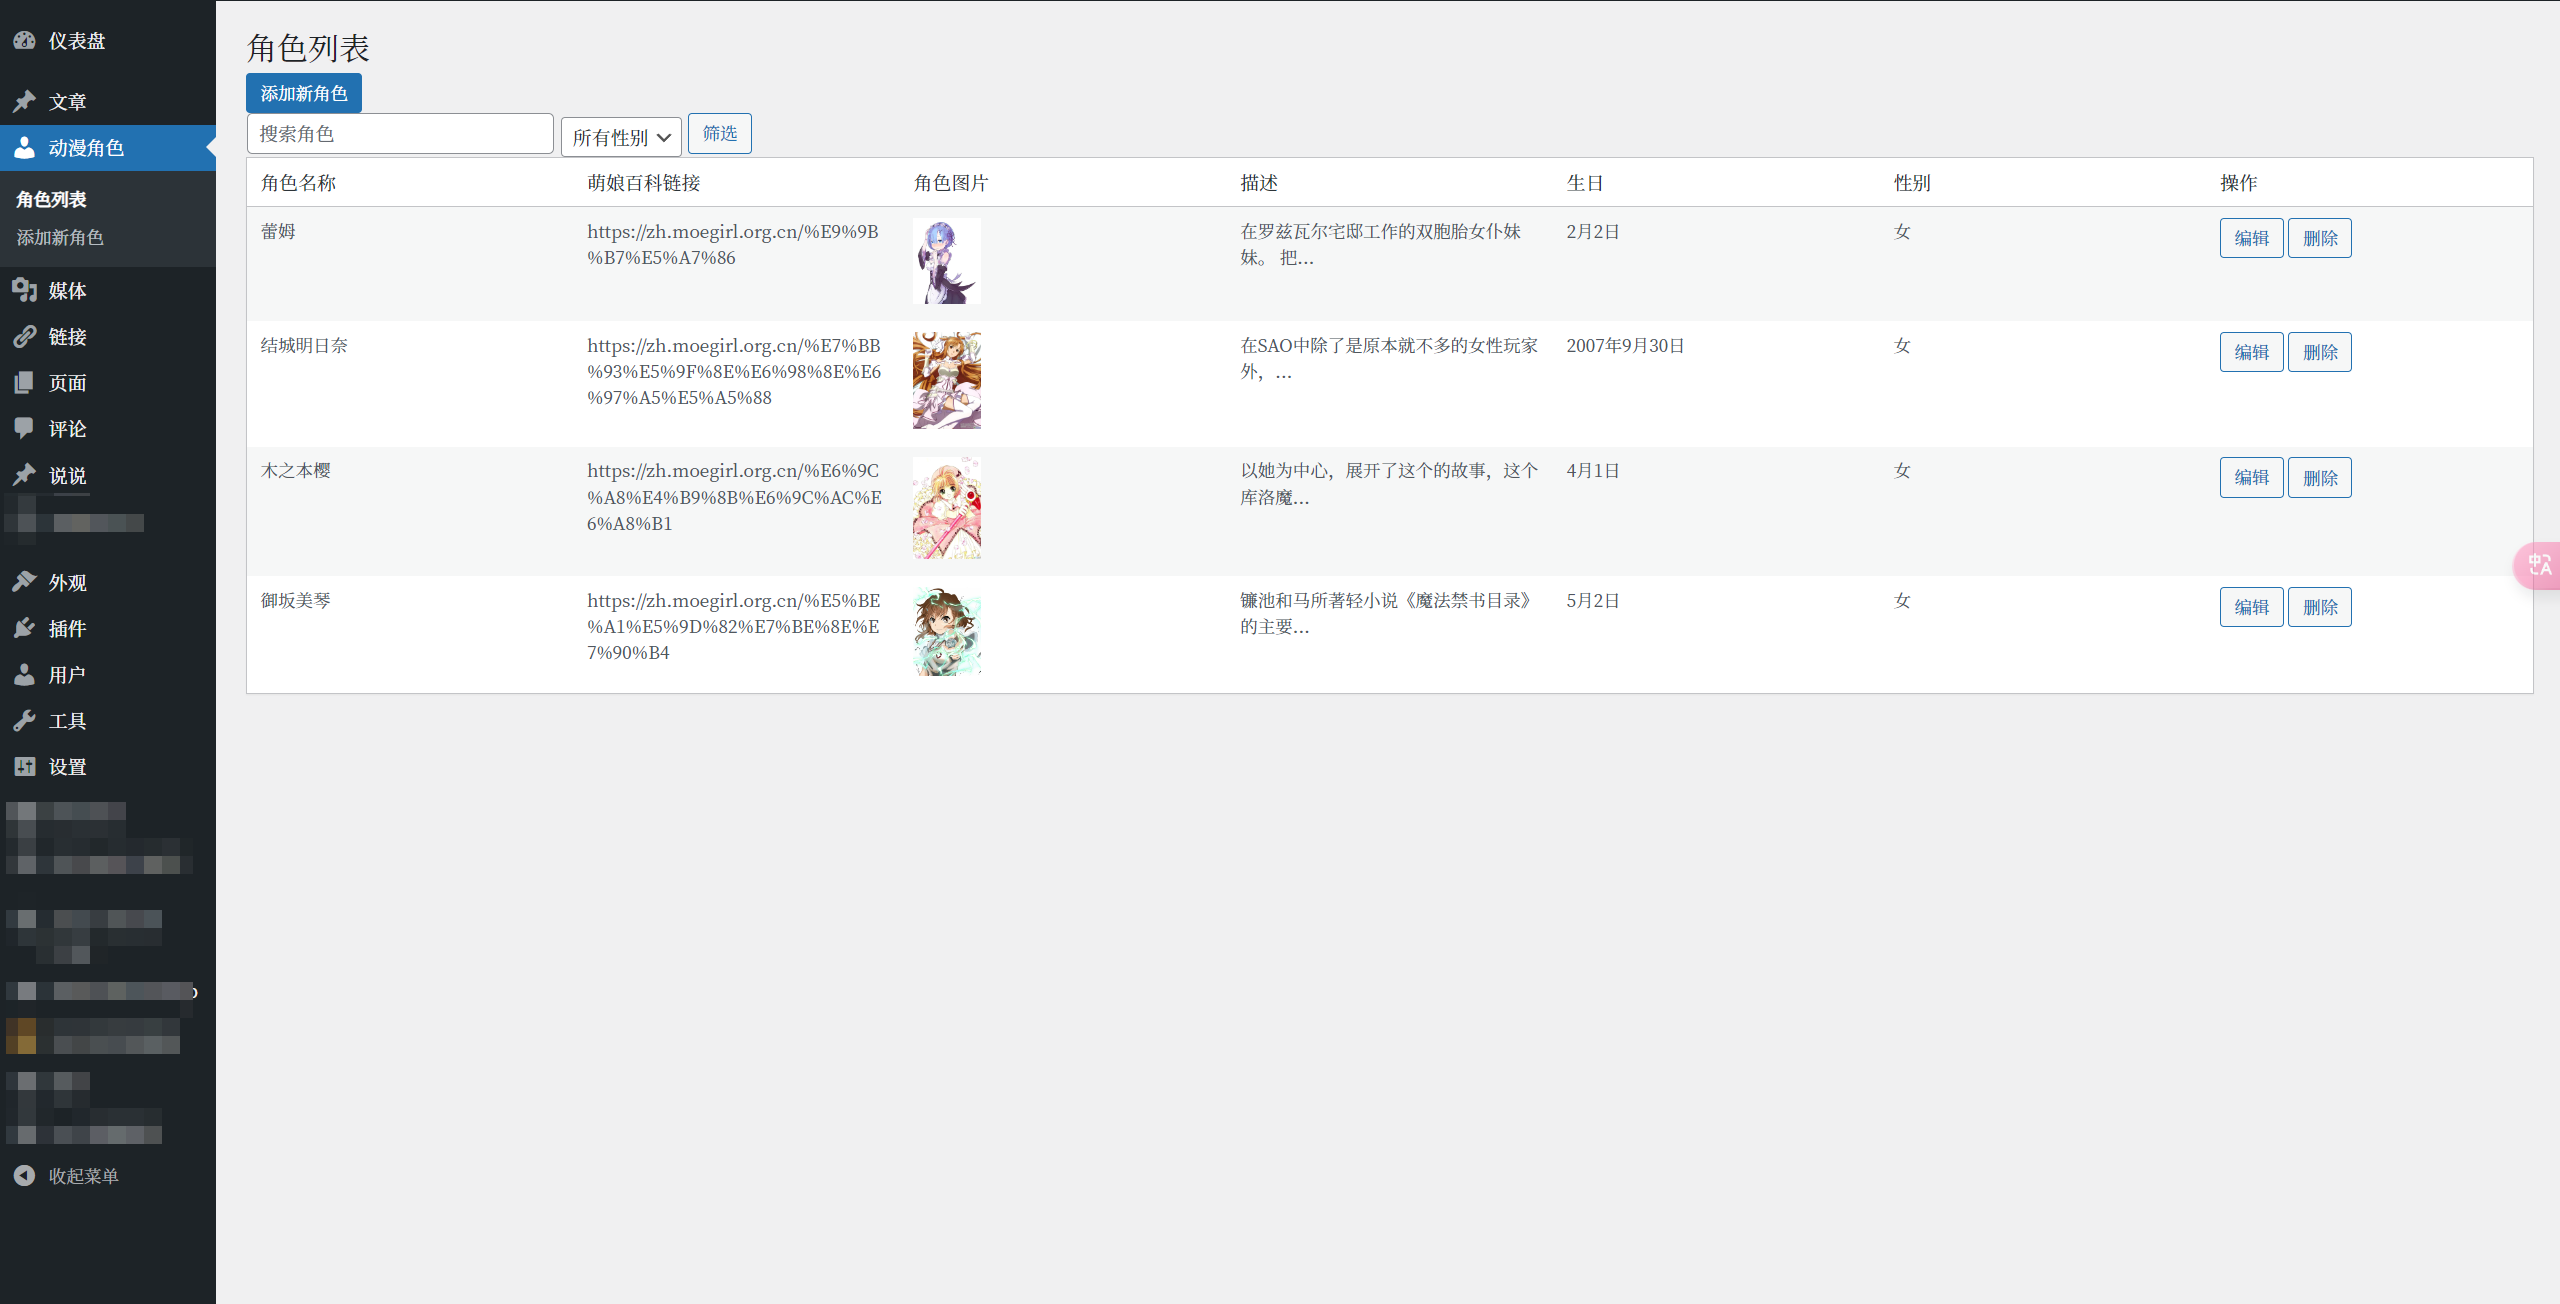 仪表盘
文章
动漫角色
角色列表
添加新角色
媒体
链接
页面
评论
说说
外观
插件
用户
工具
设置
收起菜单
角色列表
添加新角色
搜索角色 所有性别 筛选
角色名称 萌娘百科链接 角色图片 描述 生日 性别 操作
蕾姆 https://zh.moegirl.org.cn/%E9%9B 在罗兹瓦尔宅邸工作的双胞胎女仆妹 2月2日 女 编辑 删除
%B7%E5%A7%86 妹。 把...
结城明日奈 https://zh.moegirl.org.cn/%E7%BB 在SAO中除了是原本就不多的女性玩家 2007年9月30日 女 编辑 删除
%93%E5%9F%8E%E6%98%8E%E6 外，...
%97%A5%E5%A5%88
木之本樱 https://zh.moegirl.org.cn/%E6%9C 以她为中心，展开了这个的故事，这个 4月1日 女 编辑 删除
%A8%E4%B9%8B%E6%9C%AC%E 库洛魔...
6%A8%B1
御坂美琴 https://zh.moegirl.org.cn/%E5%BE 镰池和马所著轻小说《魔法禁书目录》 5月2日 女 编辑 删除
%A1%E5%9D%82%E7%BE%8E%E 的主要...
7%90%B4